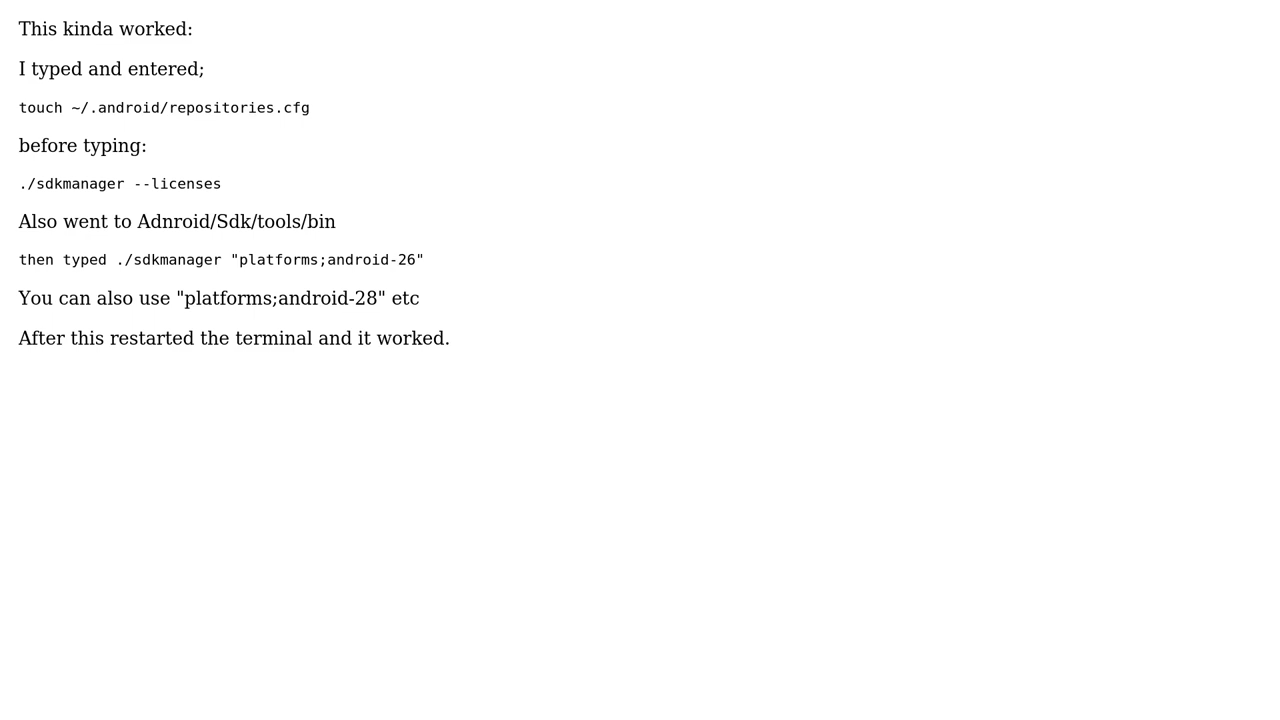 This kinda worked:
I typed and entered;
touch ~/.android/repositories.cfg
before typing:
./sdkmanager --licenses
Also went to Adnroid/Sdk/tools/bin
then typed ./sdkmanager "platforms;android-26"
You can also use "platforms;android-28" etc
After this restarted the terminal and it worked.